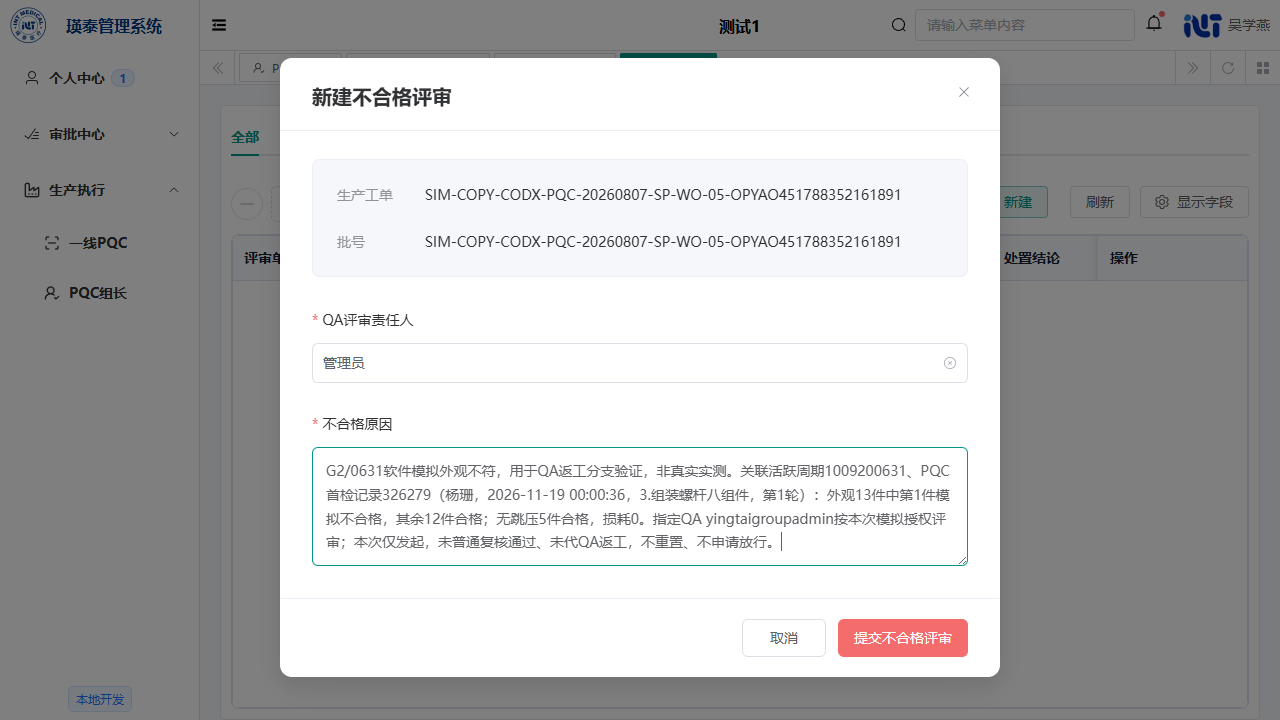 瑛泰管理系统
测试1
请输入菜单内容
吴学燕
个人中心 1
审批中心
生产执行
一线PQC
PQC组长
本地开发
P
全部
新建
刷新
显示字段
评审单
处置结论
操作
新建不合格评审
生产工单 SIM-COPY-CODX-PQC-20260807-SP-WO-05-OPYAO451788352161891
批号 SIM-COPY-CODX-PQC-20260807-SP-WO-05-OPYAO451788352161891
* QA评审责任人
管理员
* 不合格原因
G2/0631软件模拟外观不符，用于QA返工分支验证，非真实实测。关联活跃周期1009200631、PQC
首检记录326279（杨珊，2026-11-19 00:00:36，3.组装螺杆八组件，第1轮）：外观13件中第1件模
拟不合格，其余12件合格；无跳压5件合格，损耗0。指定QA yingtaigroupadmin按本次模拟授权评
审；本次仅发起，未普通复核通过、未代QA返工，不重置、不申请放行。
取消
提交不合格评审